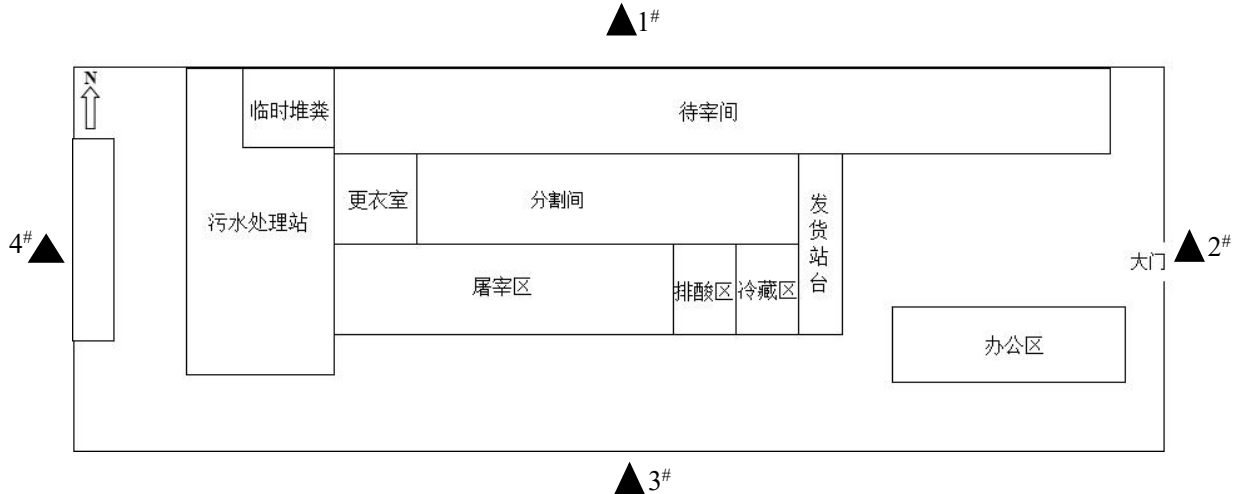 1#
N
临时堆粪
待宰间
更衣室
分割间
发货站台
污水处理站
4#
2#
大门
屠宰区
排酸区
冷藏区
办公区
3#